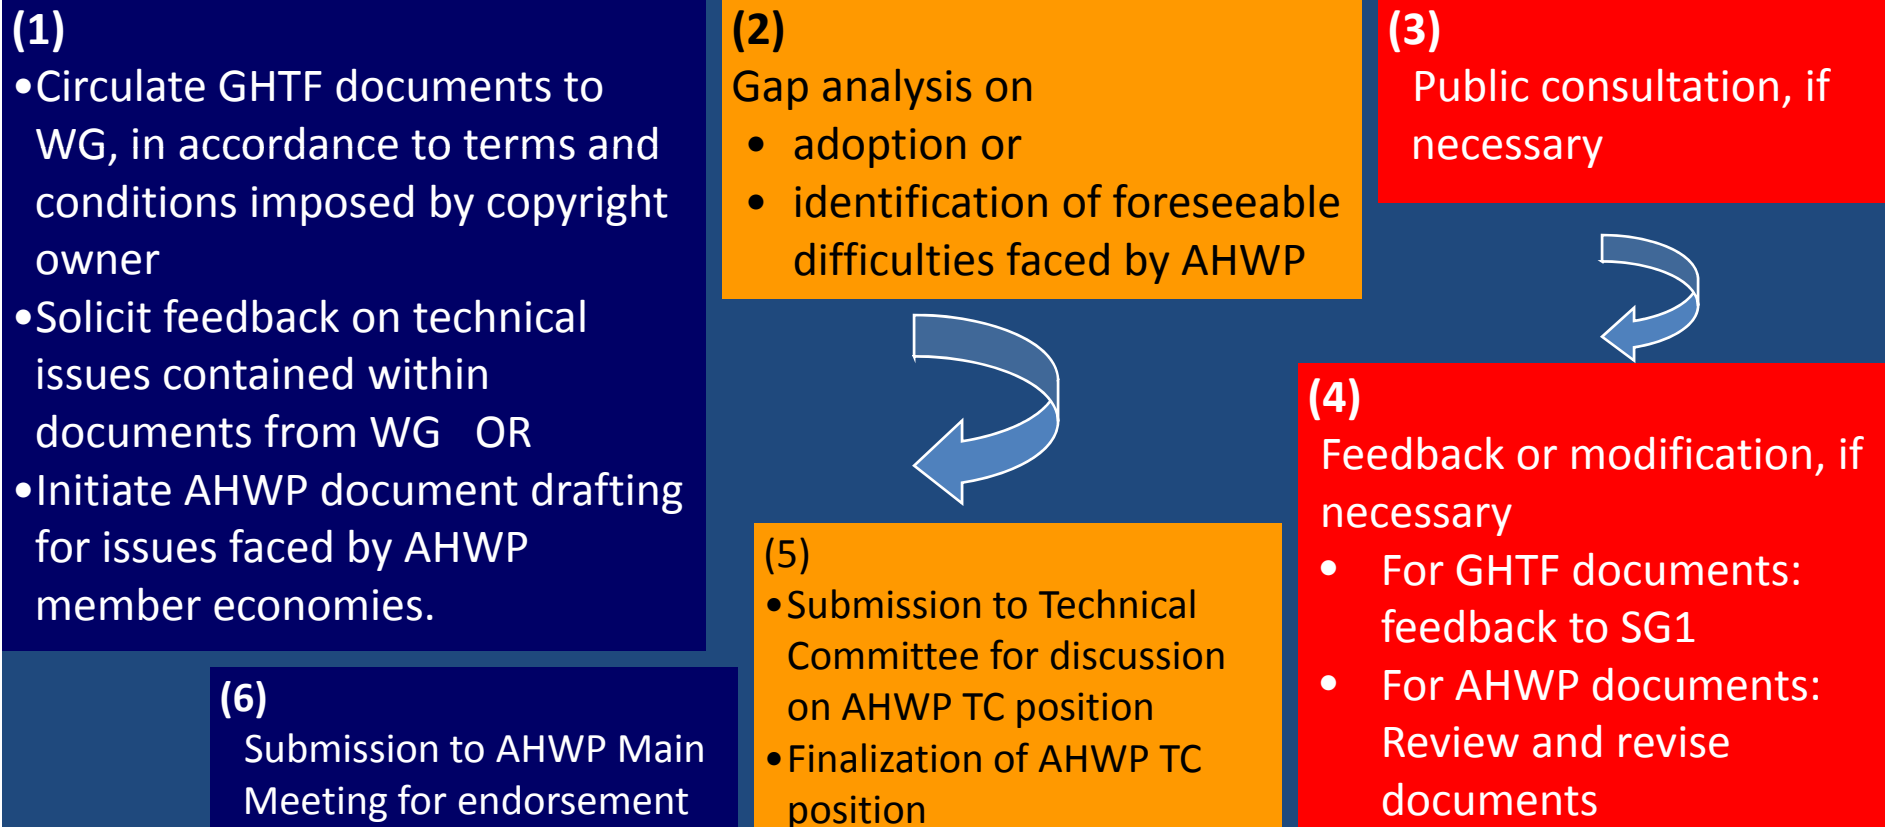 (1)
•Circulate GHTF documents to
WG, in accordance to terms and
conditions imposed by copyright
owner
•Solicit feedback on technical
issues contained within
documents from WG OR
•Initiate AHWP document drafting
for issues faced by AHWP
member economies.
(2)
Gap analysis on
• adoption or
• identification of foreseeable
difficulties faced by AHWP
(3)
Public consultation, if
necessary
(4)
Feedback or modification, if
necessary
• For GHTF documents:
feedback to SG1
• For AHWP documents:
Review and revise
documents
(5)
•Submission to Technical
Committee for discussion
on AHWP TC position
•Finalization of AHWP TC
position
(6)
Submission to AHWP Main
Meeting for endorsement